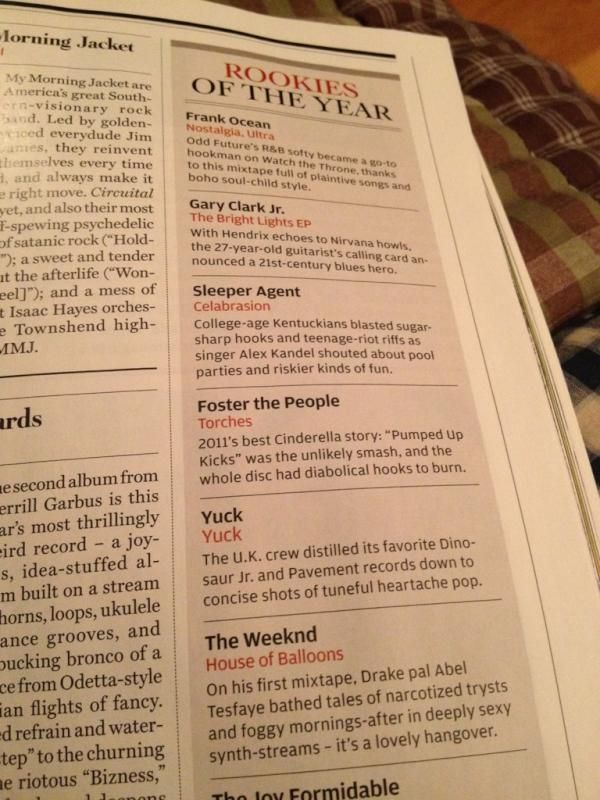 Morning Jacket
My Morning Jacket are
America's great South-
ern-visionary rock
band. Led by golden-
voiced everydude Jim
James, they reinvent
themselves every time
, and always make it
e right move. Circuital
yet, and also their most
f-spewing psychedelic
of satanic rock ("Hold-
"); a sweet and tender
ut the afterlife ("Won-
eel]"); and a mess of
t Isaac Hayes orches-
e Townshend high-
MMJ.
ards
e second album from
errill Garbus is this
ar's most thrillingly
eird record – a joy-
s, idea-stuffed al-
m built on a stream
horns, loops, ukulele
ance grooves, and
bucking bronco of a
ce from Odetta-style
ian flights of fancy.
ed refrain and water-
step" to the churning
e riotous "Bizness,"
ROOKIES
OF THE YEAR
Frank Ocean
Nostalgia, Ultra
Odd Future's R&B softy became a go-to
hookman on Watch the Throne, thanks
to this mixtape full of plaintive songs and
boho soul-child style.
Gary Clark Jr.
The Bright Lights EP
With Hendrix echoes to Nirvana howls,
the 27-year-old guitarist's calling card an-
nounced a 21st-century blues hero.
Sleeper Agent
Celabrasion
College-age Kentuckians blasted sugar-
sharp hooks and teenage-riot riffs as
singer Alex Kandel shouted about pool
parties and riskier kinds of fun.
Foster the People
Torches
2011's best Cinderella story: "Pumped Up
Kicks" was the unlikely smash, and the
whole disc had diabolical hooks to burn.
Yuck
Yuck
The U.K. crew distilled its favorite Dino-
saur Jr. and Pavement records down to
concise shots of tuneful heartache pop.
The Weeknd
House of Balloons
On his first mixtape, Drake pal Abel
Tesfaye bathed tales of narcotized trysts
and foggy mornings-after in deeply sexy
synth-streams – it's a lovely hangover.
The Joy Formidable